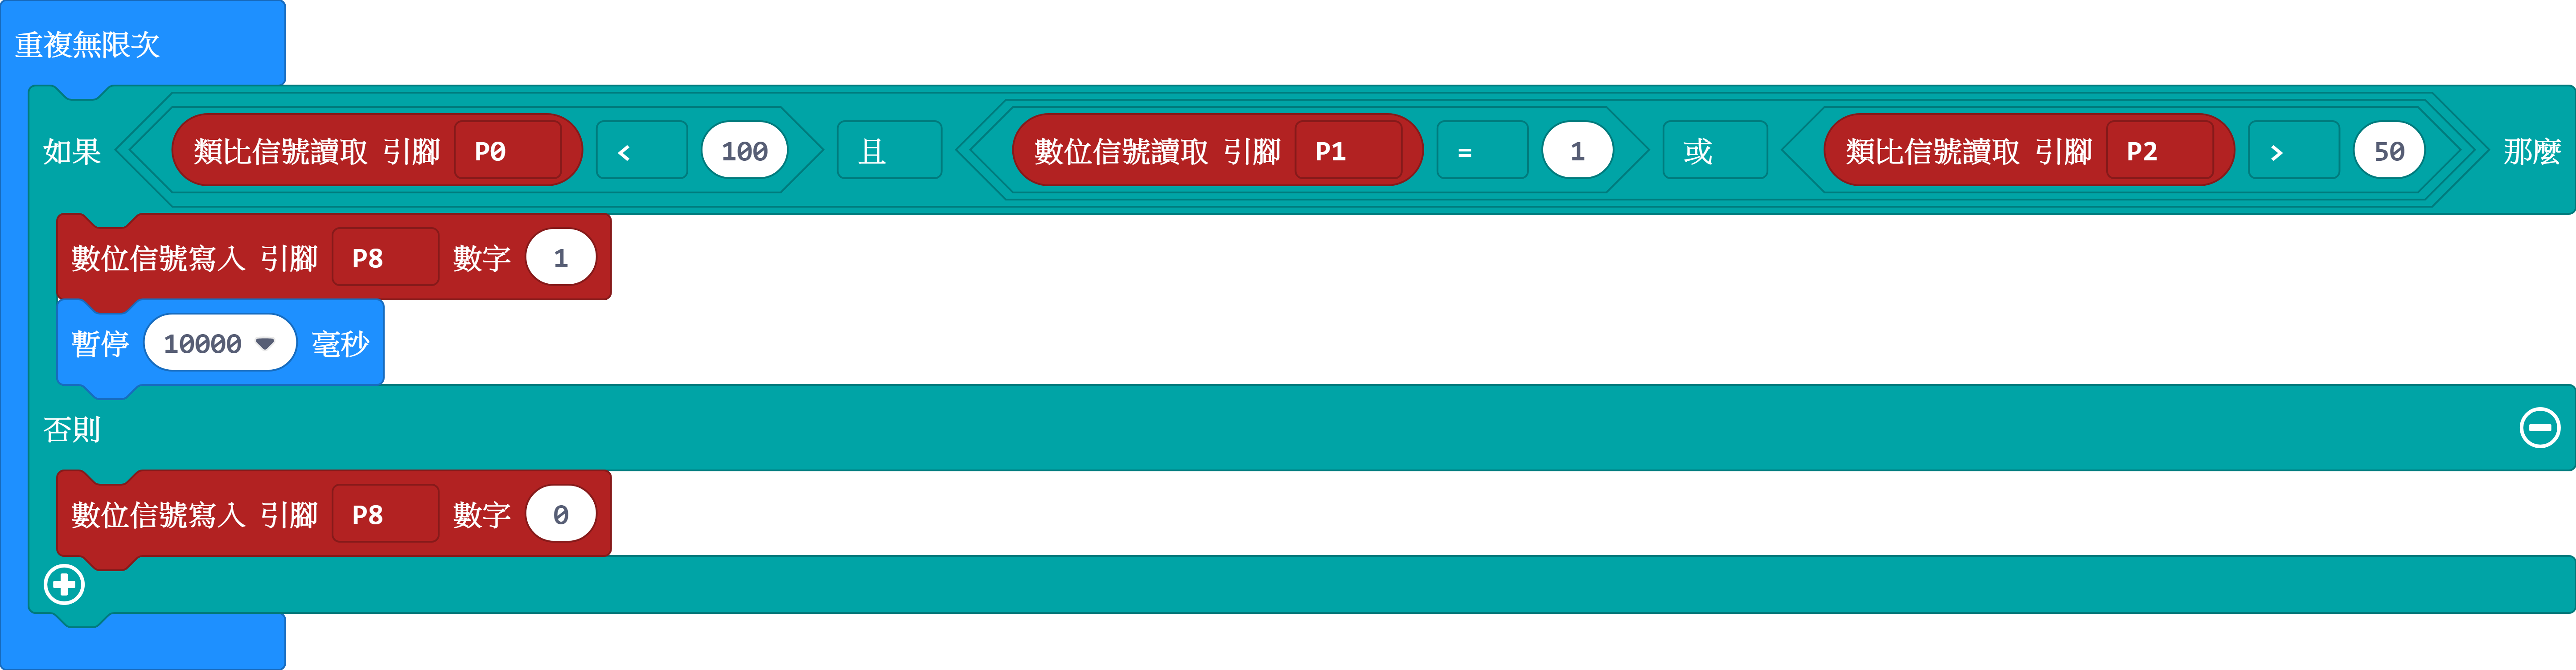 重複無限次
如果 類比信號讀取 引腳 P0 < 100 且 數位信號讀取 引腳 P1 = 1 或 類比信號讀取 引腳 P2 > 50 那麼
數位信號寫入 引腳 P8 數字 1
暫停 10000 毫秒
否則
數位信號寫入 引腳 P8 數字 0